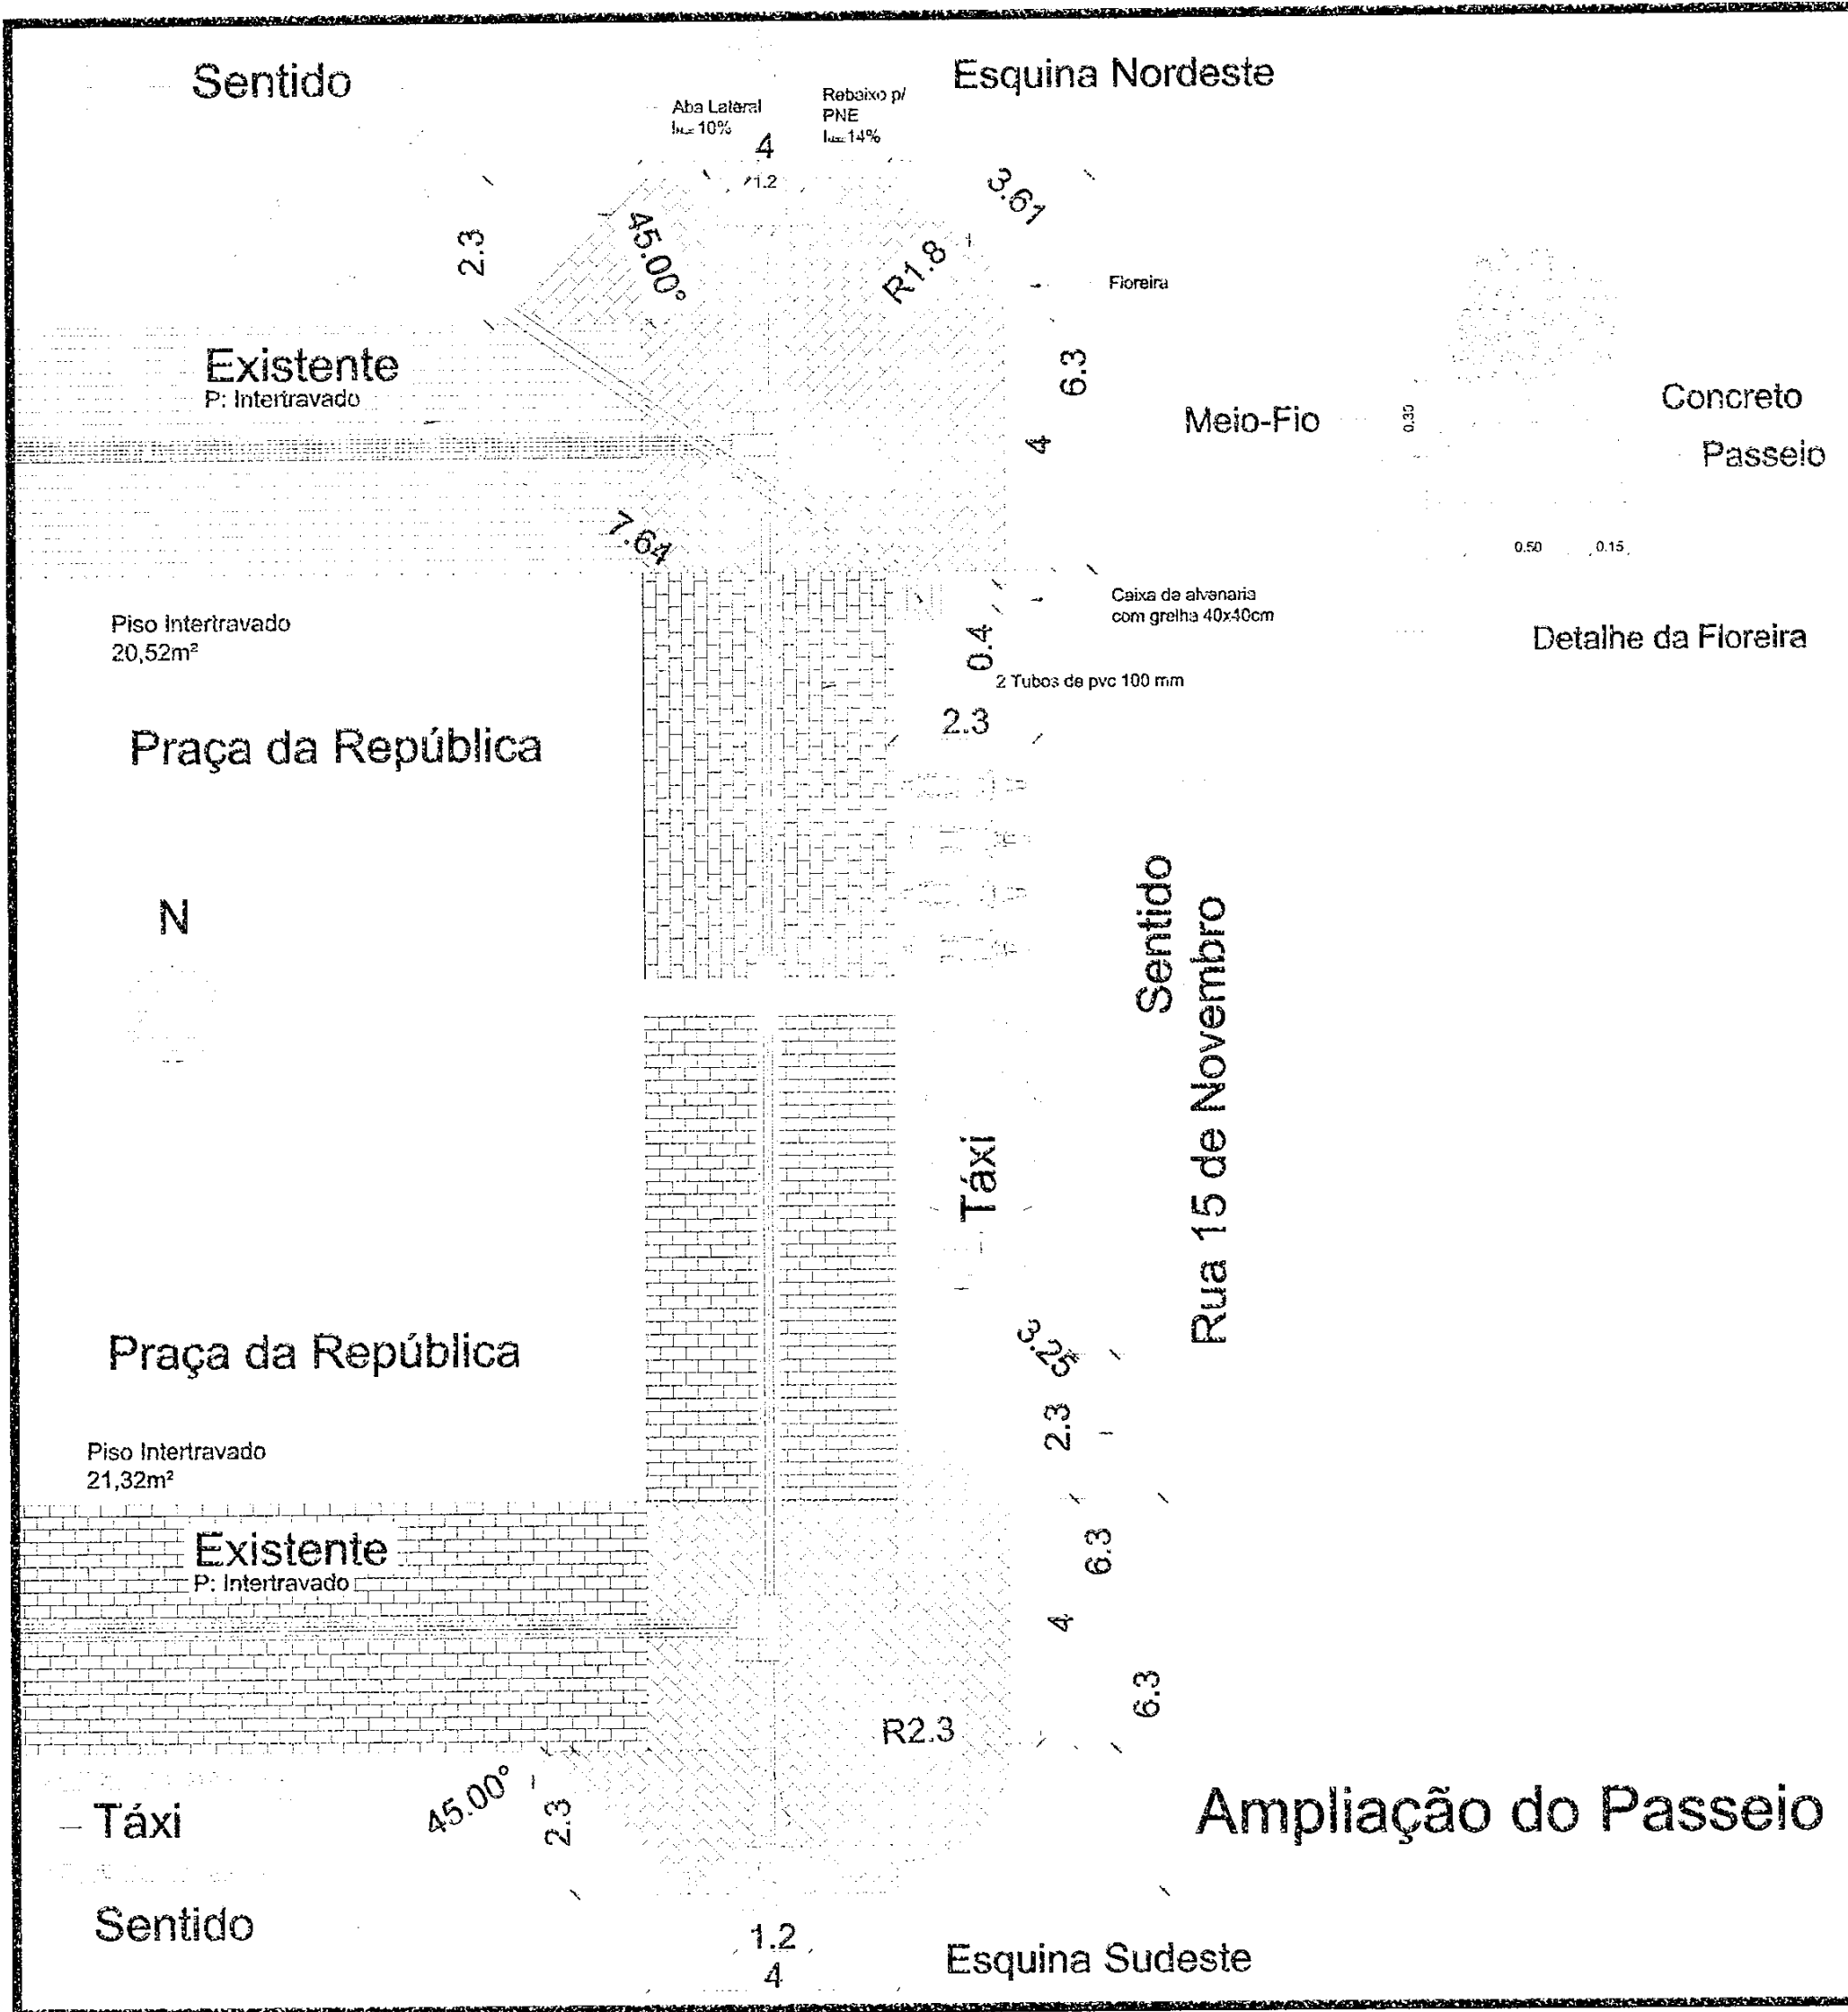 Sentido
Esquina Nordeste
Aba Lateral
10%
Rebaixo p/
PNE
14%
4
1.2
3.61
2.3
45.00°
R1.8
Floreira
Existente
P: Intertravado
6.3
4
Meio-Fio
0.30
Concreto
Passeio
7.64
0.50
0.15
Piso Intertravado
20,52m²
Caixa de alvenaria
com grelha 40x40cm
0.4
Detalhe da Floreira
2 Tubos de pvc 100 mm
2.3
Praça da República
N
Sentido
Rua 15 de Novembro
Táxi
Praça da República
3.25
2.3
Piso Intertravado
21,32m²
Existente
P: Intertravado
6.3
4
6.3
R2.3
45.00°
2.3
Táxi
Ampliação do Passeio
Sentido
1.2
4
Esquina Sudeste